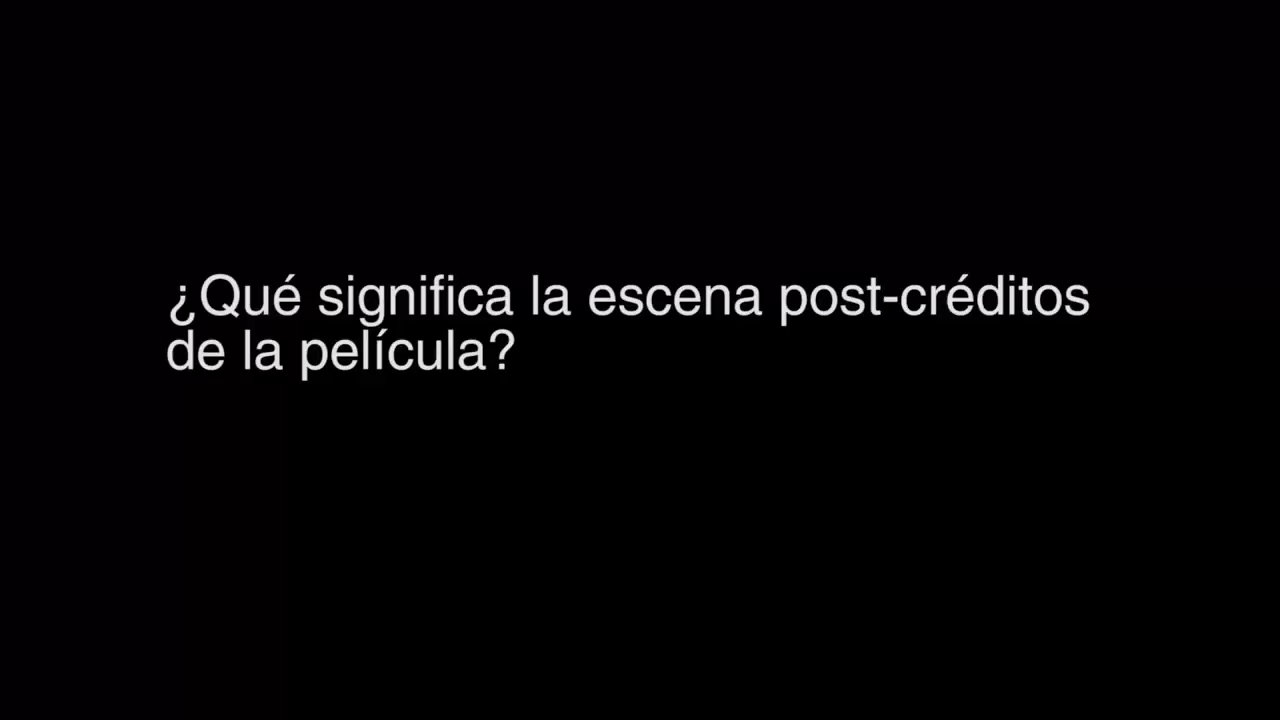 ¿Qué significa la escena post-créditos
de la película?